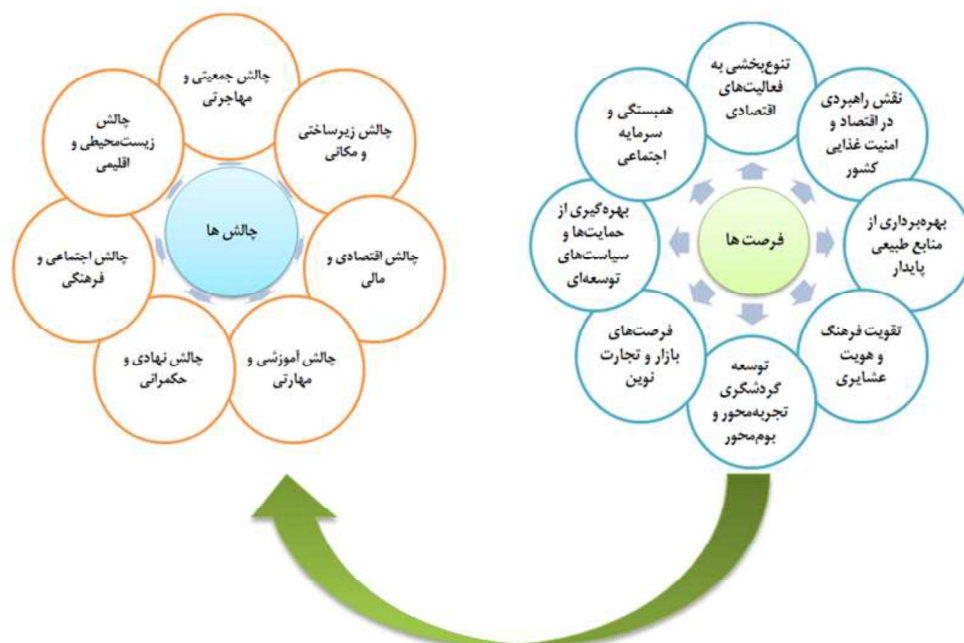 فرصت ها
تنوع‌بخشی به
فعالیت‌های
اقتصادی
نقش راهبردی
در اقتصاد و
امنیت غذایی
کشور
بهره‌برداری از
منابع طبیعی
پایدار
تقویت فرهنگ
و هویت
عشایری
توسعه
گردشگری
تجربه‌محور و
بوم‌محور
فرصت‌های
بازار و تجارت
نوین
بهره‌گیری از
حمایت‌ها و
سیاست‌های
توسعه‌ای
همبستگی و
سرمایه
اجتماعی
چالش ها
چالش جمعیتی و
مهاجرتی
چالش زیرساختی
و مکانی
چالش اقتصادی و
مالی
چالش آموزشی و
مهارتی
چالش نهادی و
حکمرانی
چالش اجتماعی و
فرهنگی
چالش
زیست‌محیطی و
اقلیمی